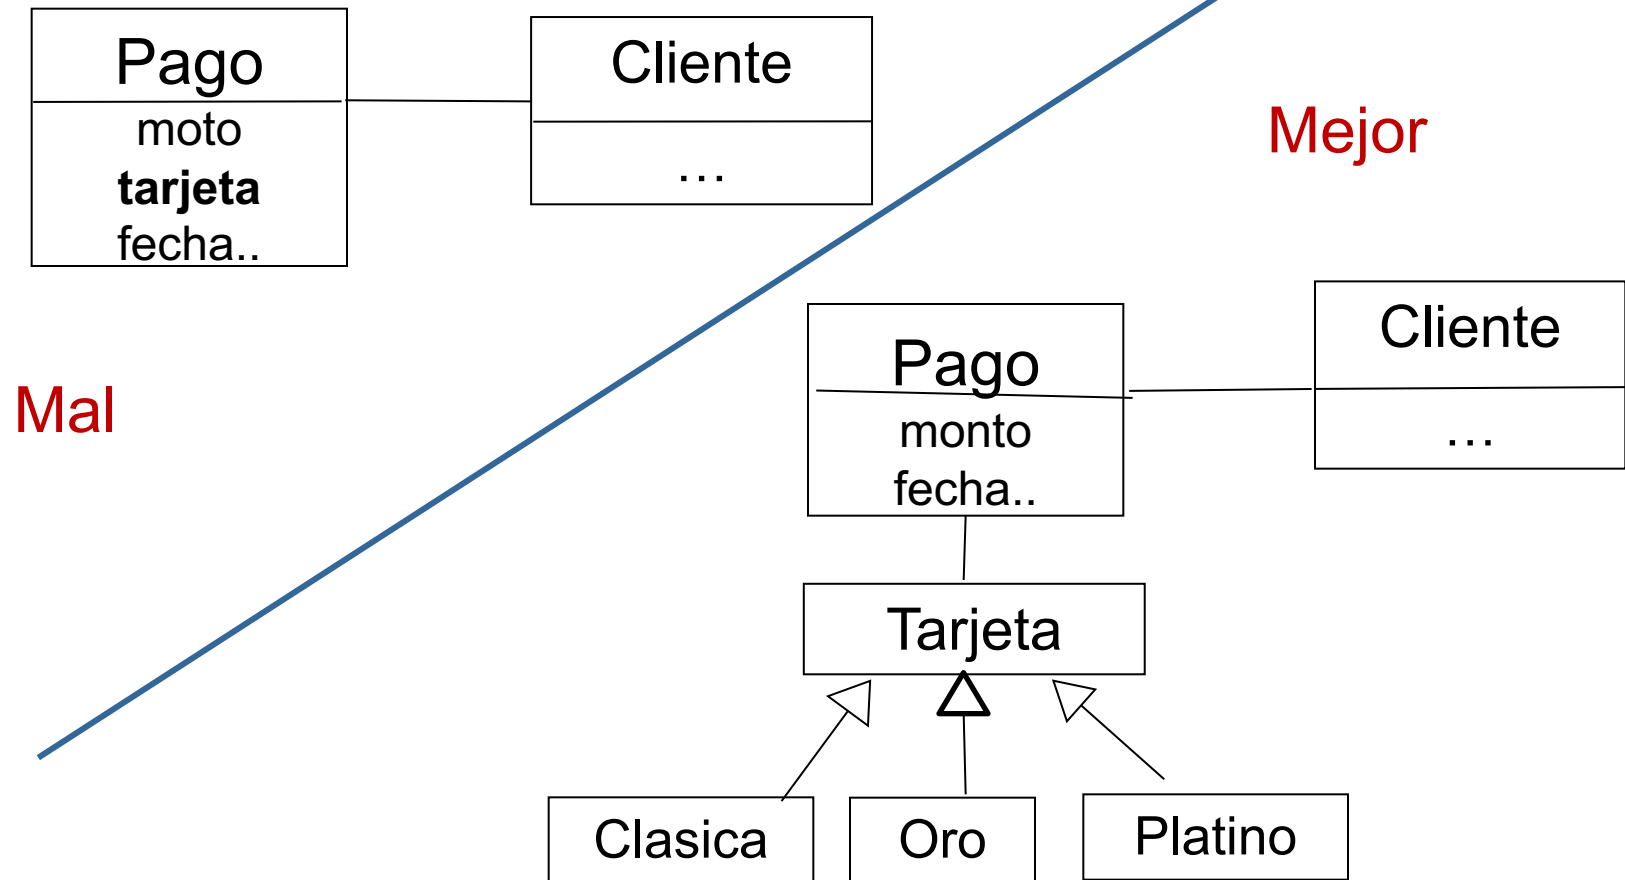 Pago
moto
tarjeta
fecha..
Cliente
…
Mejor
Mal
Pago
monto
fecha..
Cliente
…
Tarjeta
Clasica
Oro
Platino